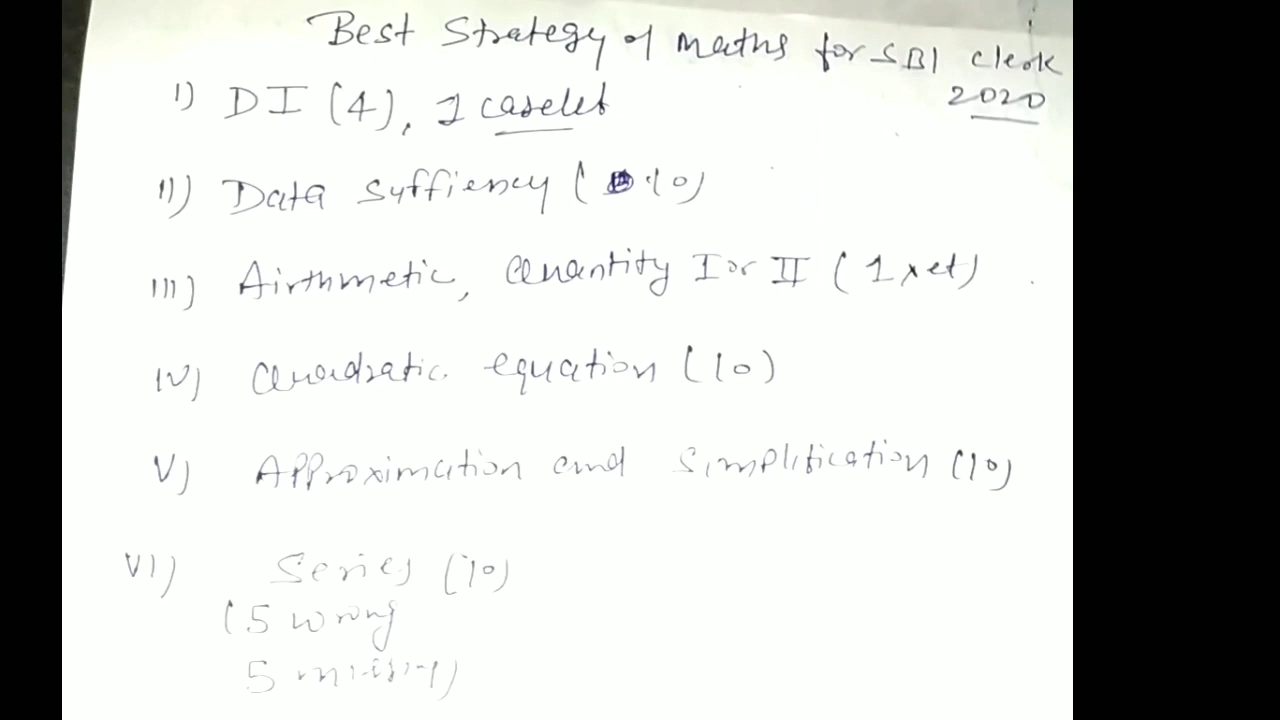 Best Strategy of Maths for SBI Clerk
2020
I) DI (4), 1 caselet
II) Data Suffiency (10)
III) Airthmetic, Quantity I or II (1 set)
IV) Quadratic equation (10)
V) Approximation and Simplification (10)
VI) Series (10)
(5 wrong
5 missing)